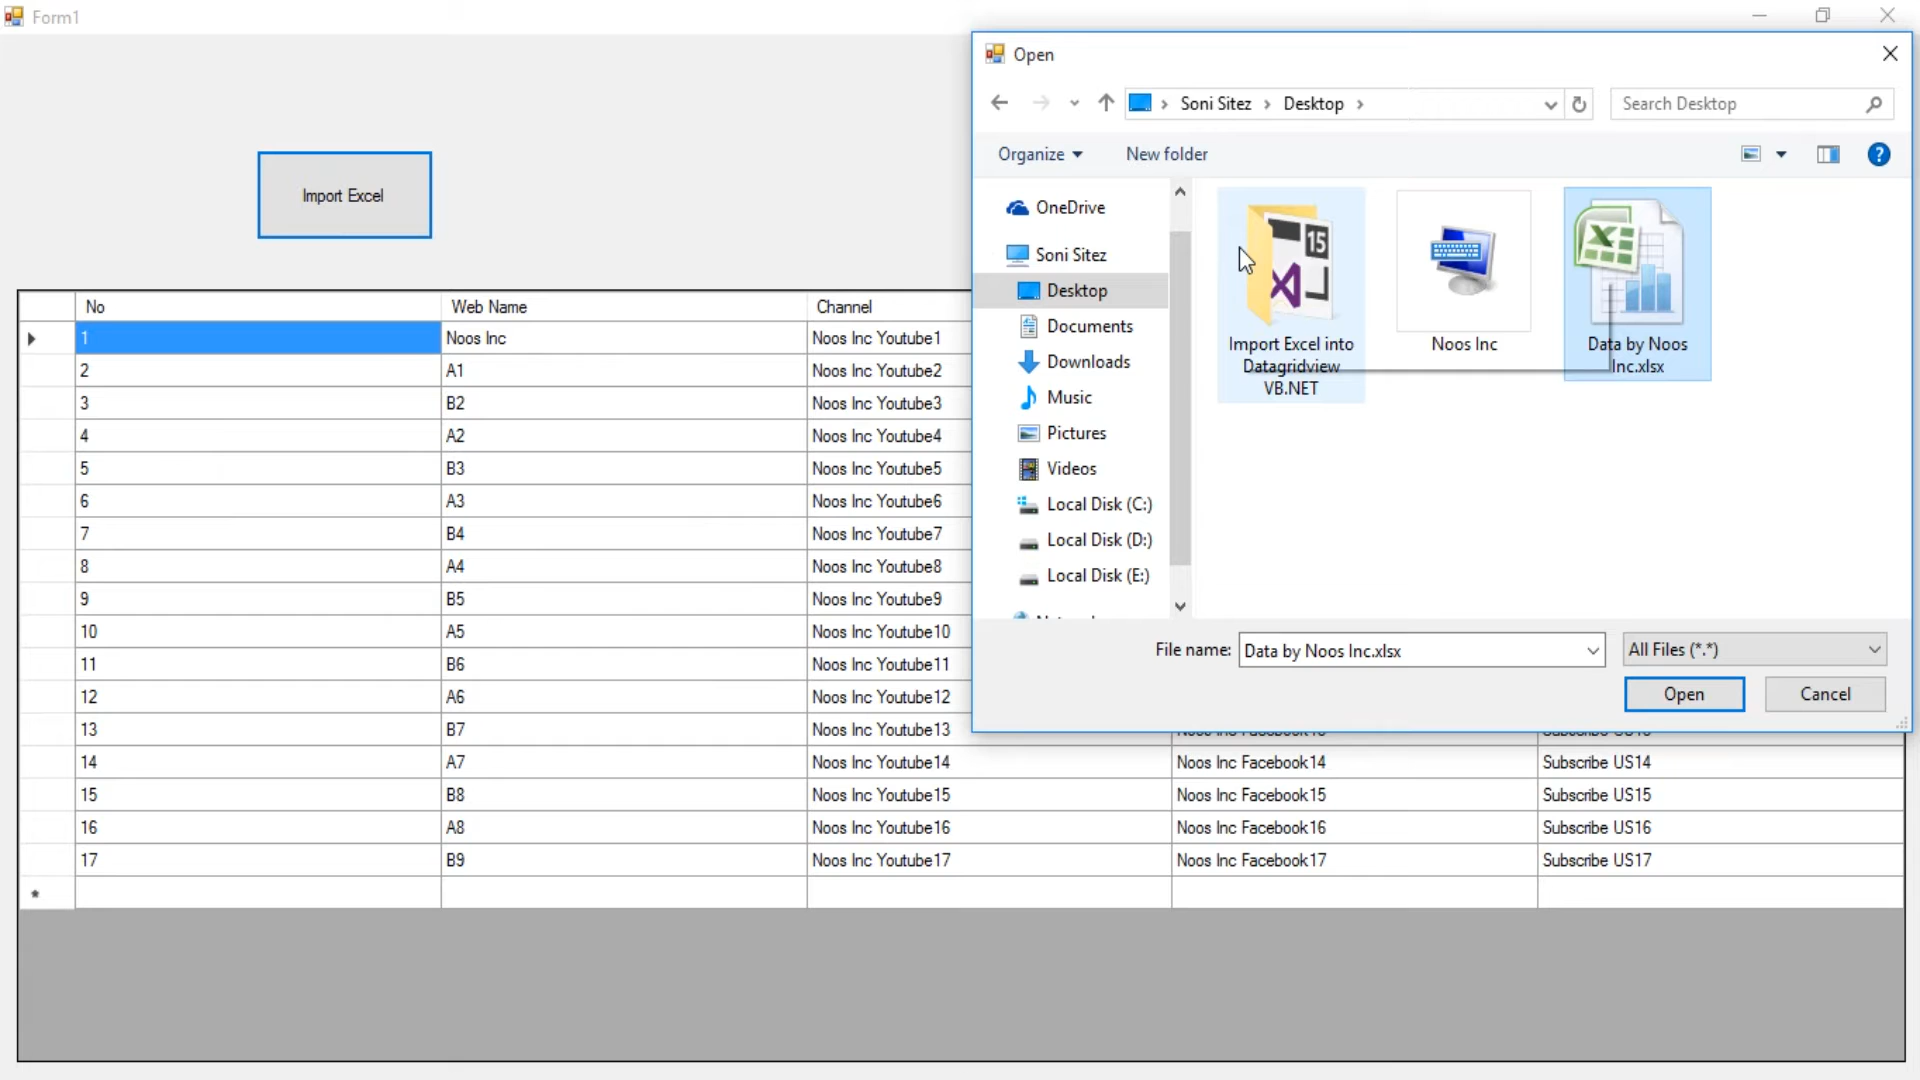 Form1
Import Excel
No Web Name Channel
1 Noos Inc Noos Inc Youtube1
2 A1 Noos Inc Youtube2
3 B2 Noos Inc Youtube3
4 A2 Noos Inc Youtube4
5 B3 Noos Inc Youtube5
6 A3 Noos Inc Youtube6
7 B4 Noos Inc Youtube7
8 A4 Noos Inc Youtube8
9 B5 Noos Inc Youtube9
10 A5 Noos Inc Youtube10
11 B6 Noos Inc Youtube11
12 A6 Noos Inc Youtube12
13 B7 Noos Inc Youtube13
14 A7 Noos Inc Youtube14 Noos Inc Facebook14 Subscribe US14
15 B8 Noos Inc Youtube15 Noos Inc Facebook15 Subscribe US15
16 A8 Noos Inc Youtube16 Noos Inc Facebook16 Subscribe US16
17 B9 Noos Inc Youtube17 Noos Inc Facebook17 Subscribe US17
*
Open
Soni Sitez > Desktop >
Search Desktop
Organize
New folder
?
OneDrive
Soni Sitez
Desktop
Documents
Downloads
Music
Pictures
Videos
Local Disk (C:)
Local Disk (D:)
Local Disk (E:)
15
Import Excel into
Datagridview
VB.NET
Noos Inc
Data by Noos
Inc.xlsx
File name: Data by Noos Inc.xlsx
All Files (*.*)
Open
Cancel